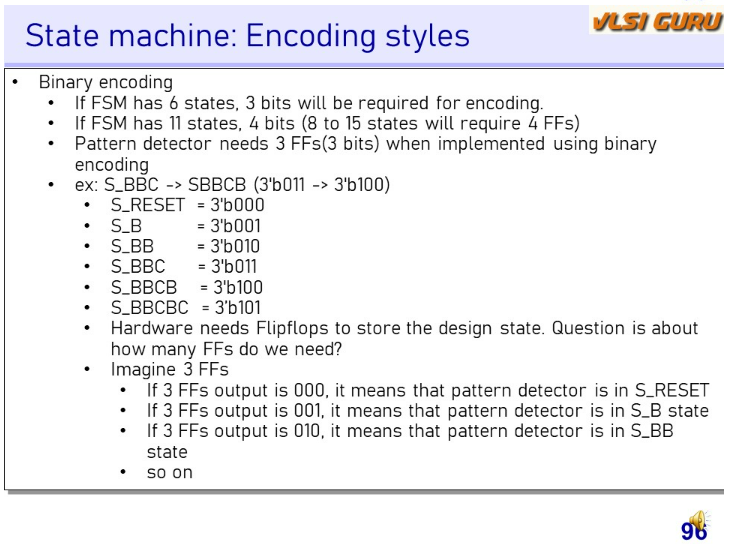 State machine: Encoding styles
VLSI GURU
• Binary encoding
• If FSM has 6 states, 3 bits will be required for encoding.
• If FSM has 11 states, 4 bits (8 to 15 states will require 4 FFs)
• Pattern detector needs 3 FFs(3 bits) when implemented using binary
encoding
• ex: S_BBC -> SBBCB (3'b011 -> 3'b100)
• S_RESET = 3'b000
• S_B = 3'b001
• S_BB = 3'b010
• S_BBC = 3'b011
• S_BBCB = 3'b100
• S_BBCBC = 3’b101
• Hardware needs Flipflops to store the design state. Question is about
how many FFs do we need?
• Imagine 3 FFs
• If 3 FFs output is 000, it means that pattern detector is in S_RESET
• If 3 FFs output is 001, it means that pattern detector is in S_B state
• If 3 FFs output is 010, it means that pattern detector is in S_BB
state
• so on
96